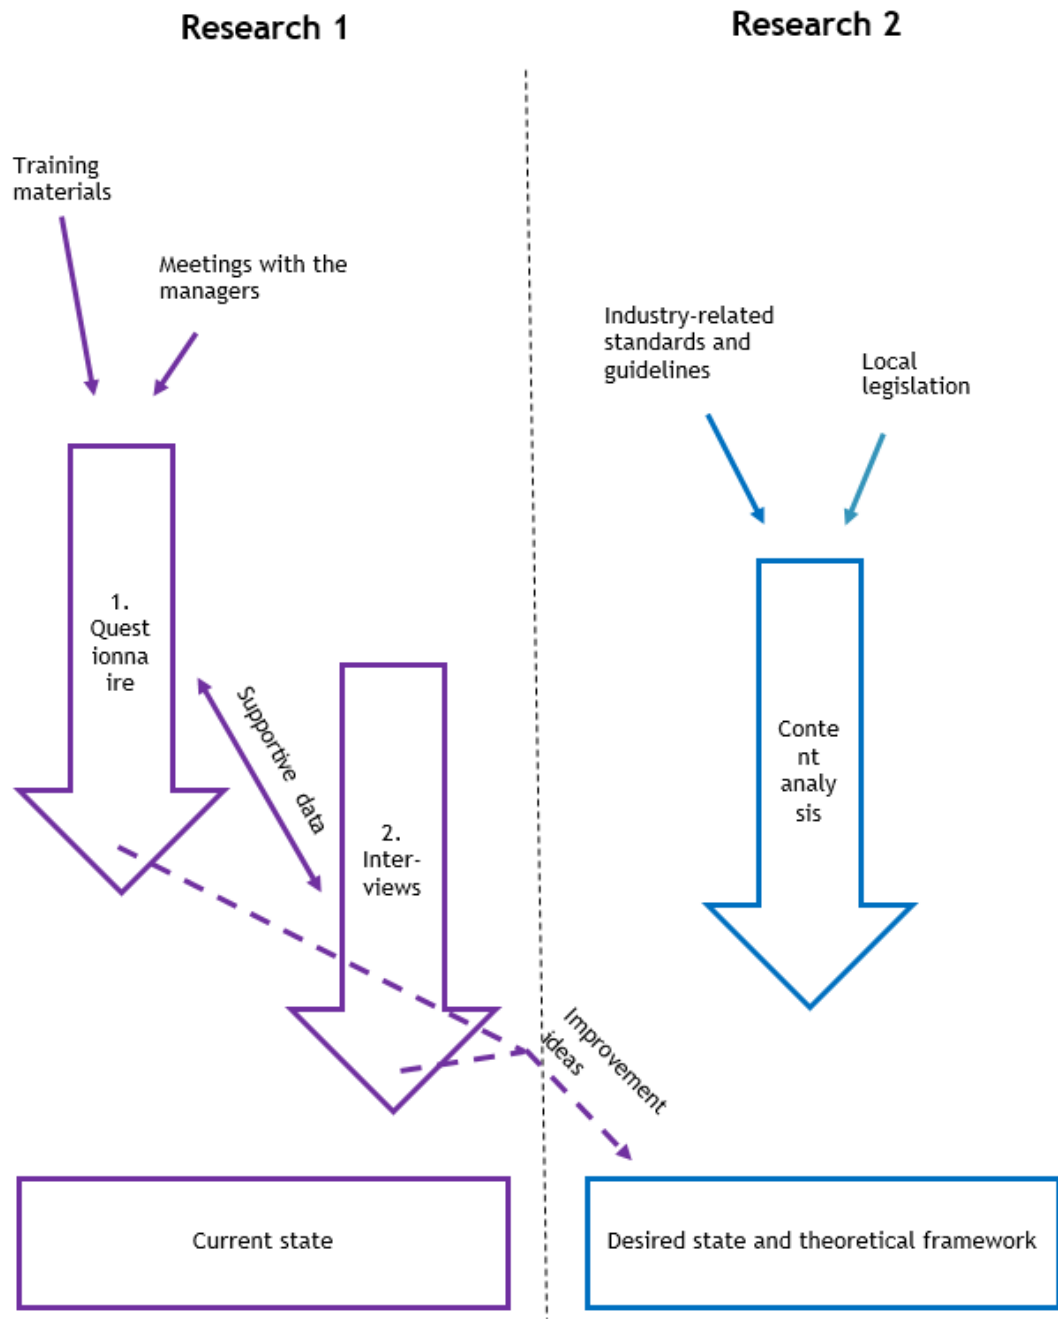 Research 1
Research 2
Training
materials
Meetings with the
managers
Industry-related
standards and
guidelines
Local
legislation
1.
Quest
ionna
ire
Supportive data
2.
Inter-
views
Conte
nt
analy
sis
Improvement
ideas
Current state
Desired state and theoretical framework